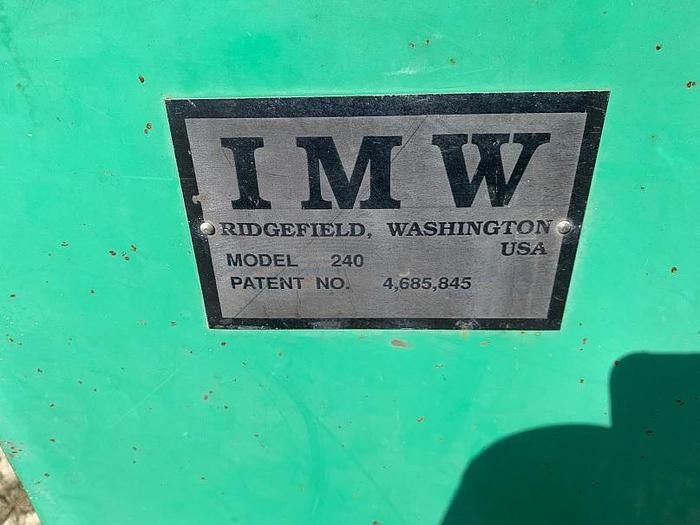 IMW
RIDGEFIELD, WASHINGTON
USA
MODEL 240
PATENT NO. 4,685,845